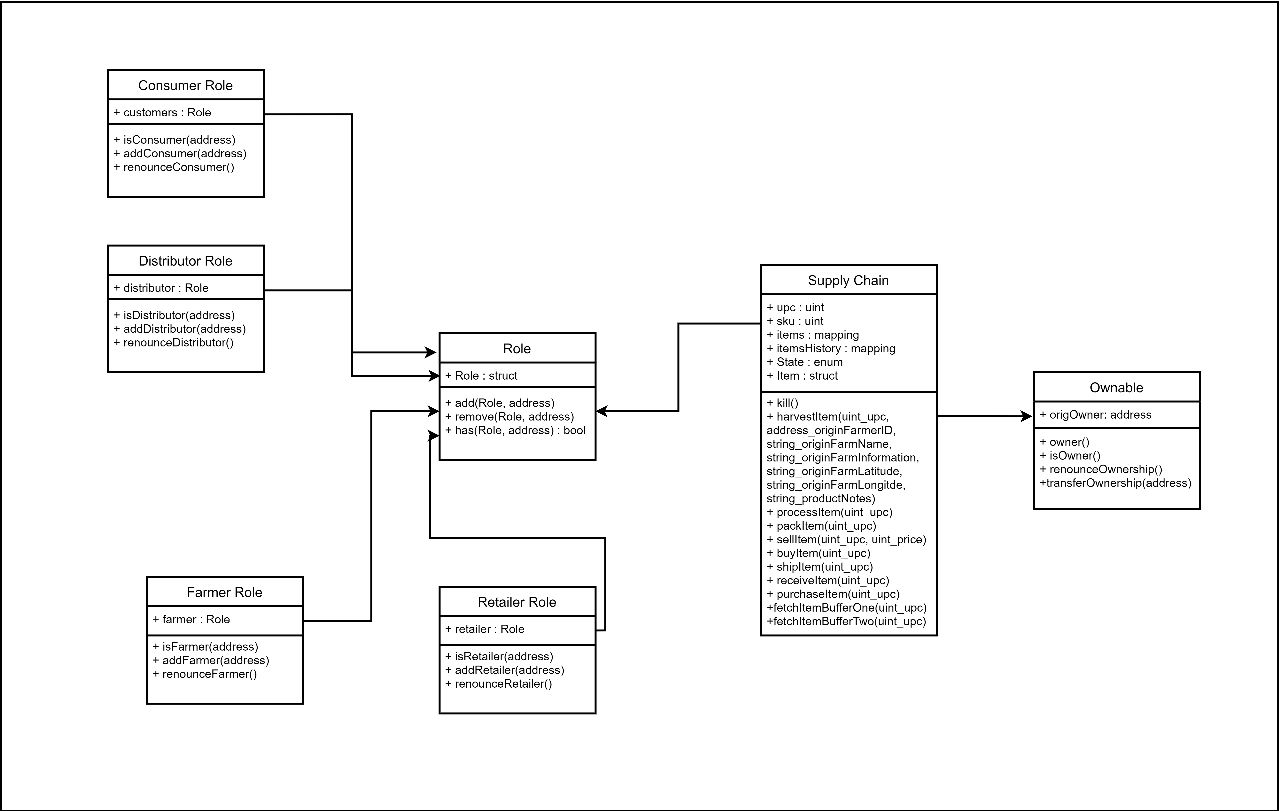 Consumer Role
+ customers : Role
+ isConsumer(address)
+ addConsumer(address)
+ renounceConsumer()
Distributor Role
+ distributor : Role
+ isDistributor(address)
+ addDistributor(address)
+ renounceDistributor()
Role
+ Role : struct
+ add(Role, address)
+ remove(Role, address)
+ has(Role, address) : bool
Farmer Role
+ farmer : Role
+ isFarmer(address)
+ addFarmer(address)
+ renounceFarmer()
Retailer Role
+ retailer : Role
+ isRetailer(address)
+ addRetailer(address)
+ renounceRetailer()
Supply Chain
+ upc : uint
+ sku : uint
+ items : mapping
+ itemsHistory : mapping
+ State : enum
+ Item : struct
+ kill()
+ harvestItem(uint_upc,
address_originFarmerID,
string_originFarmName,
string_originFarmInformation,
string_originFarmLatitude,
string_originFarmLongitde,
string_productNotes)
+ processItem(uint_upc)
+ packItem(uint_upc)
+ sellItem(uint_upc, uint_price)
+ buyItem(uint_upc)
+ shipItem(uint_upc)
+ receiveItem(uint_upc)
+ purchaseItem(uint_upc)
+fetchItemBufferOne(uint_upc)
+fetchItemBufferTwo(uint_upc)
Ownable
+ origOwner: address
+ owner()
+ isOwner()
+ renounceOwnership()
+transferOwnership(address)